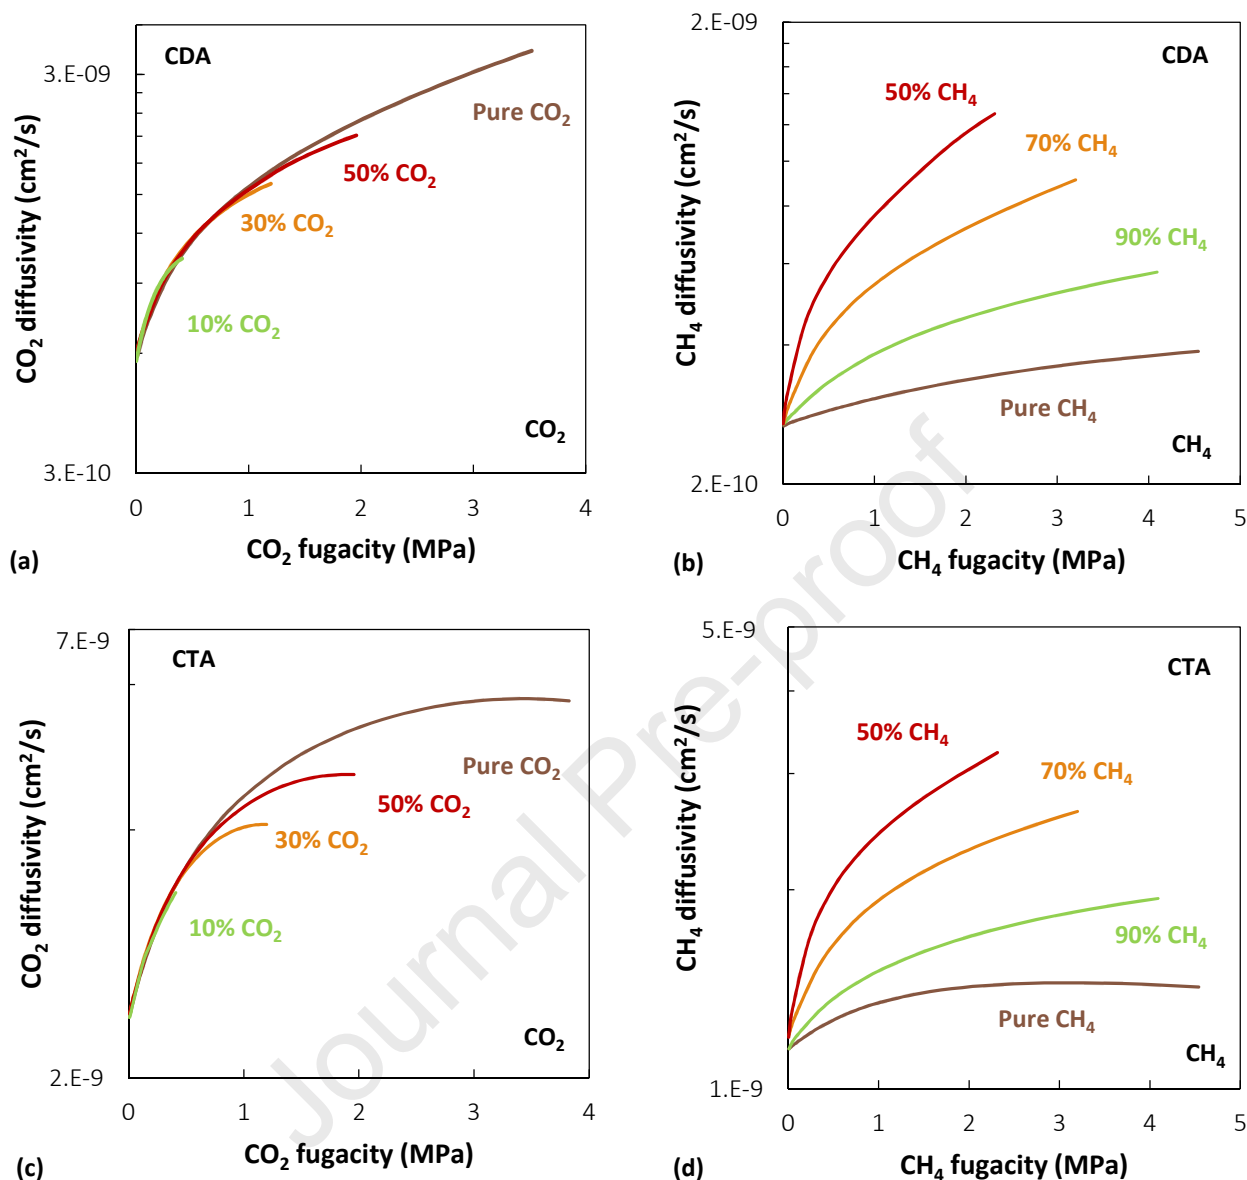 CDA
3.E-09
Pure CO₂
50% CO₂
30% CO₂
10% CO₂
CO₂
3.E-10
0 1 2 3 4
CO₂ diffusivity (cm²/s)
CO₂ fugacity (MPa)
(a)
2.E-09
CDA
50% CH₄
70% CH₄
90% CH₄
Pure CH₄
CH₄
2.E-10
0 1 2 3 4 5
CH₄ diffusivity (cm²/s)
CH₄ fugacity (MPa)
(b)
7.E-9
CTA
Pure CO₂
50% CO₂
30% CO₂
10% CO₂
CO₂
2.E-9
0 1 2 3 4
CO₂ diffusivity (cm²/s)
CO₂ fugacity (MPa)
(c)
5.E-9
CTA
50% CH₄
70% CH₄
90% CH₄
Pure CH₄
CH₄
1.E-9
0 1 2 3 4 5
CH₄ diffusivity (cm²/s)
CH₄ fugacity (MPa)
(d)
Journal Pre-proof